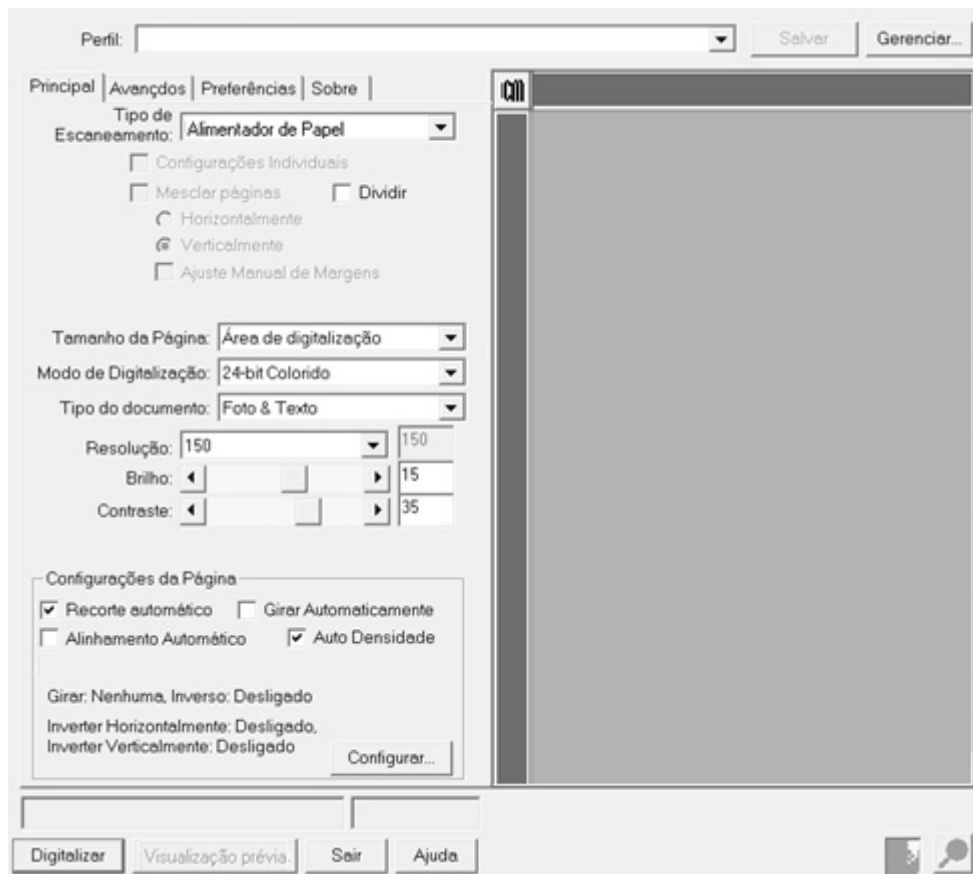 Perfil:
Salvar
Gerenciar...
Principal Avançdos Preferências Sobre
cm
Tipo de
Escaneamento: Alimentador de Papel
Configurações Individuais
Mesclar páginas Dividir
Horizontalmente
Verticalmente
Ajuste Manual de Margens
Tamanho da Página: Área de digitalização
Modo de Digitalização: 24-bit Colorido
Tipo do documento: Foto & Texto
Resolução: 150 150
Brilho: 15
Contraste: 35
Configurações da Página
Recorte automático Girar Automaticamente
Alinhamento Automático Auto Densidade
Girar: Nenhuma, Inverso: Desligado
Inverter Horizontalmente: Desligado,
Inverter Verticalmente: Desligado
Configurar...
Digitalizar Visualização prévia. Sair Ajuda